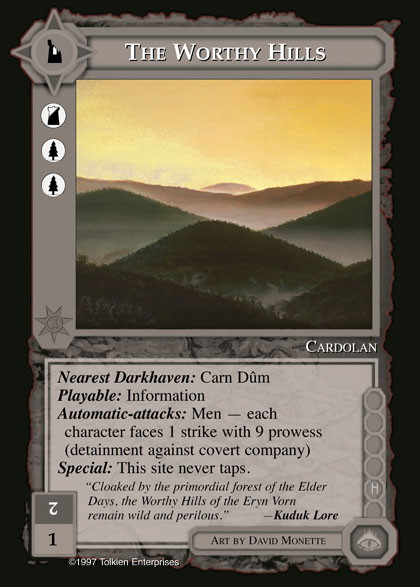 THE WORTHY HILLS
CARDOLAN
Nearest Darkhaven: Carn Dûm
Playable: Information
Automatic-attacks: Men — each
character faces 1 strike with 9 prowess
(detainment against covert company)
Special: This site never taps.
“Cloaked by the primordial forest of the Elder
Days, the Worthy Hills of the Eryn Vorn
remain wild and perilous.” —Kuduk Lore
H
2
1
ART BY DAVID MONETTE
©1997 Tolkien Enterprises